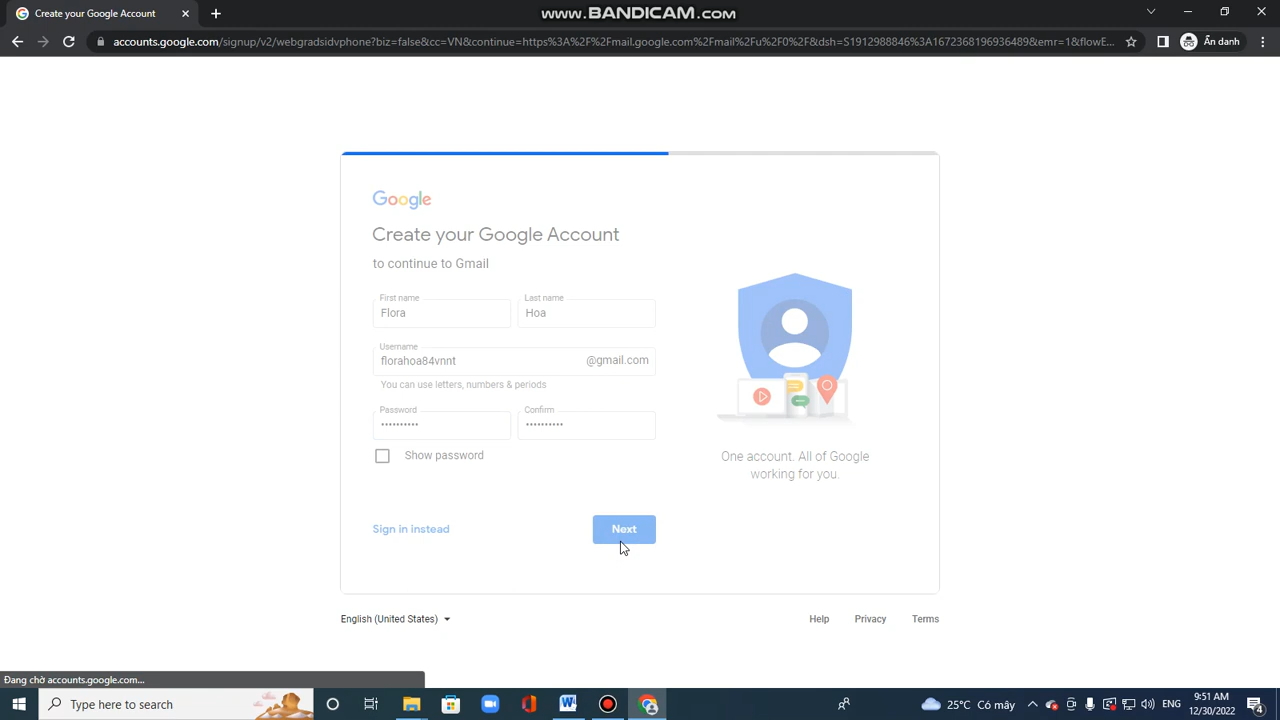 Create your Google Account
www.BANDICAM.com
accounts.google.com/signup/v2/webgradsidvphone?biz=false&cc=VN&continue=https%3A%2F%2Fmail.google.com%2Fmail%2Fu%2F0%2F&dsh=S1912988846%3A1672368196936489&emr=1&flowE...
Ẩn danh
Google
Create your Google Account
to continue to Gmail
First name
Last name
Flora
Hoa
Username
florahoa84vnnt
@gmail.com
You can use letters, numbers & periods
Password
Confirm
Show password
One account. All of Google
working for you.
Sign in instead
Next
English (United States)
Help
Privacy
Terms
Đang chờ accounts.google.com...
Type here to search
25°C Có mây
ENG
9:51 AM
12/30/2022
4